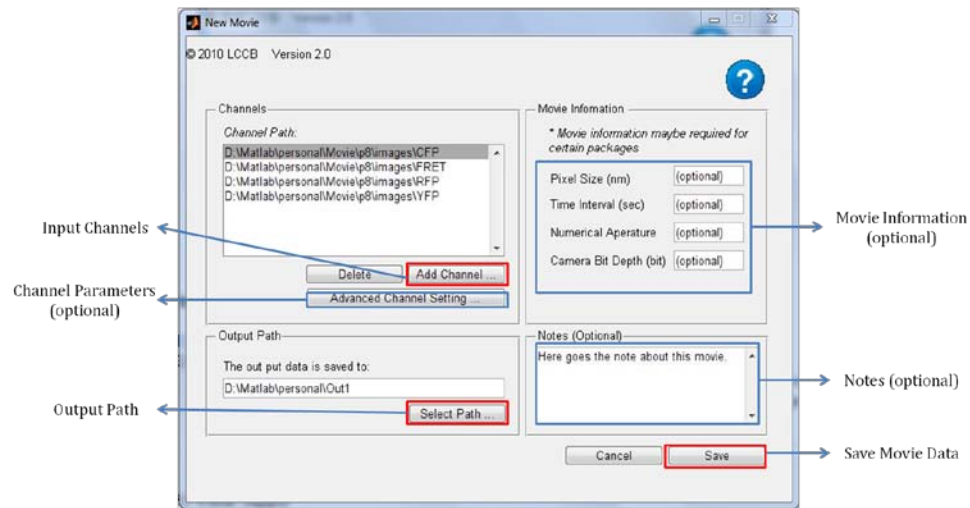 New Movie
© 2010 LCCB Version 2.0
?
Channels
Channel Path:
D:\Matlab\personal\Movie\p8\images\CFP
D:\Matlab\personal\Movie\p8\images\FRET
D:\Matlab\personal\Movie\p8\images\RFP
D:\Matlab\personal\Movie\p8\images\YFP
Delete
Add Channel ...
Advanced Channel Setting ...
Movie Infomation
* Movie information maybe required for
certain packages
Pixel Size (nm) (optional)
Time Interval (sec) (optional)
Numerical Aperature (optional)
Camera Bit Depth (bit) (optional)
Output Path
The out put data is saved to:
D:\Matlab\personal\Out1
Select Path ...
Notes (Optional)
Here goes the note about this movie.
Cancel
Save
Input Channels
Channel Parameters
(optional)
Output Path
Movie Information
(optional)
Notes (optional)
Save Movie Data